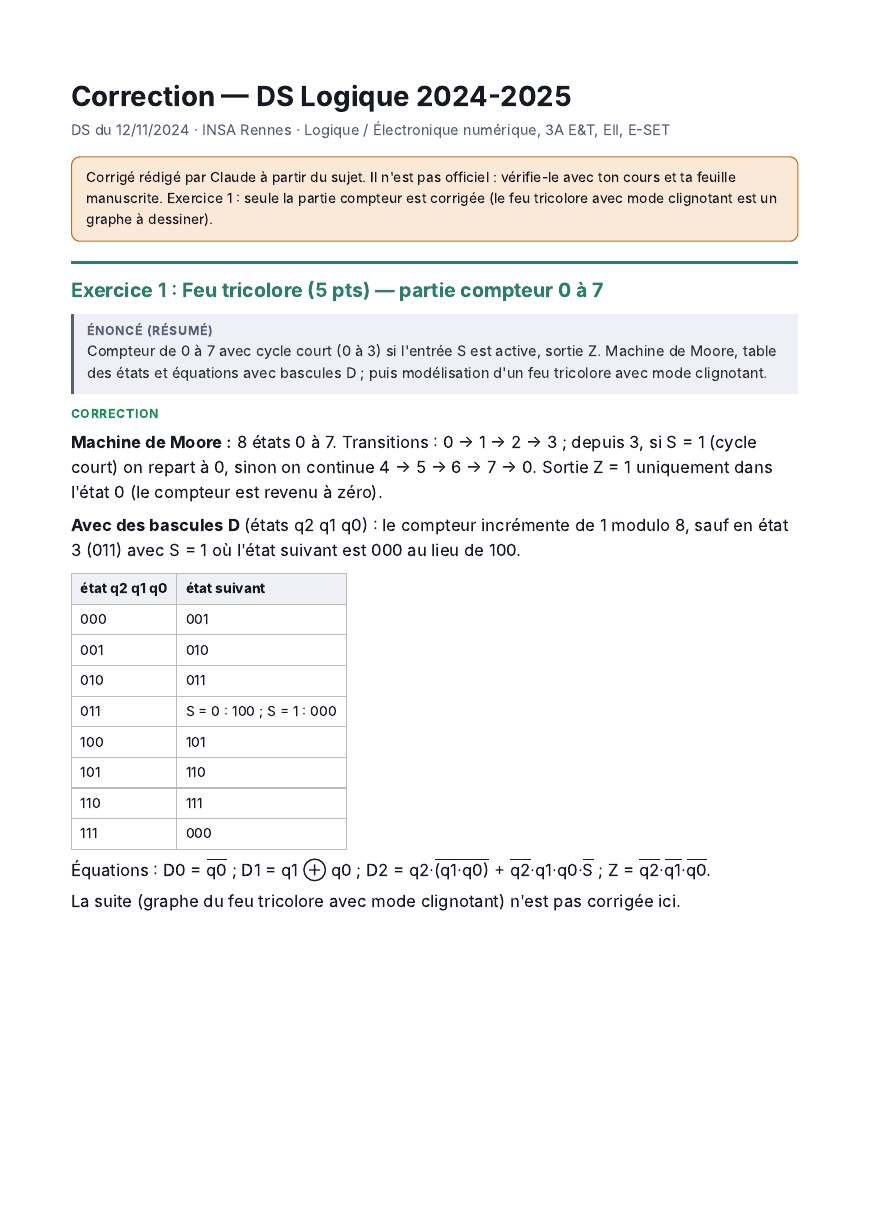 Correction — DS Logique 2024-2025
DS du 12/11/2024 · INSA Rennes · Logique / Électronique numérique, 3A E&T, EII, E-SET
Corrigé rédigé par Claude à partir du sujet. Il n'est pas officiel : vérifie-le avec ton cours et ta feuille
manuscrite. Exercice 1 : seule la partie compteur est corrigée (le feu tricolore avec mode clignotant est un
graphe à dessiner).
Exercice 1 : Feu tricolore (5 pts) — partie compteur 0 à 7
ÉNONCÉ (RÉSUMÉ)
Compteur de 0 à 7 avec cycle court (0 à 3) si l'entrée S est active, sortie Z. Machine de Moore, table
des états et équations avec bascules D ; puis modélisation d'un feu tricolore avec mode clignotant.
CORRECTION
Machine de Moore : 8 états 0 à 7. Transitions : 0 → 1 → 2 → 3 ; depuis 3, si S = 1 (cycle
court) on repart à 0, sinon on continue 4 → 5 → 6 → 7 → 0. Sortie Z = 1 uniquement dans
l'état 0 (le compteur est revenu à zéro).
Avec des bascules D (états q2 q1 q0) : le compteur incrémente de 1 modulo 8, sauf en état
3 (011) avec S = 1 où l'état suivant est 000 au lieu de 100.
état q2 q1 q0 état suivant
000 001
001 010
010 011
011 S = 0 : 100 ; S = 1 : 000
100 101
101 110
110 111
111 000
Équations : D0 = q̅0̅ ; D1 = q1 ⊕ q0 ; D2 = q2·(̅q̅1̅·̅q̅0̅)̅ + q̅2̅·q1·q0·S̅ ; Z = q̅2̅·q̅1̅·q̅0̅.
La suite (graphe du feu tricolore avec mode clignotant) n'est pas corrigée ici.